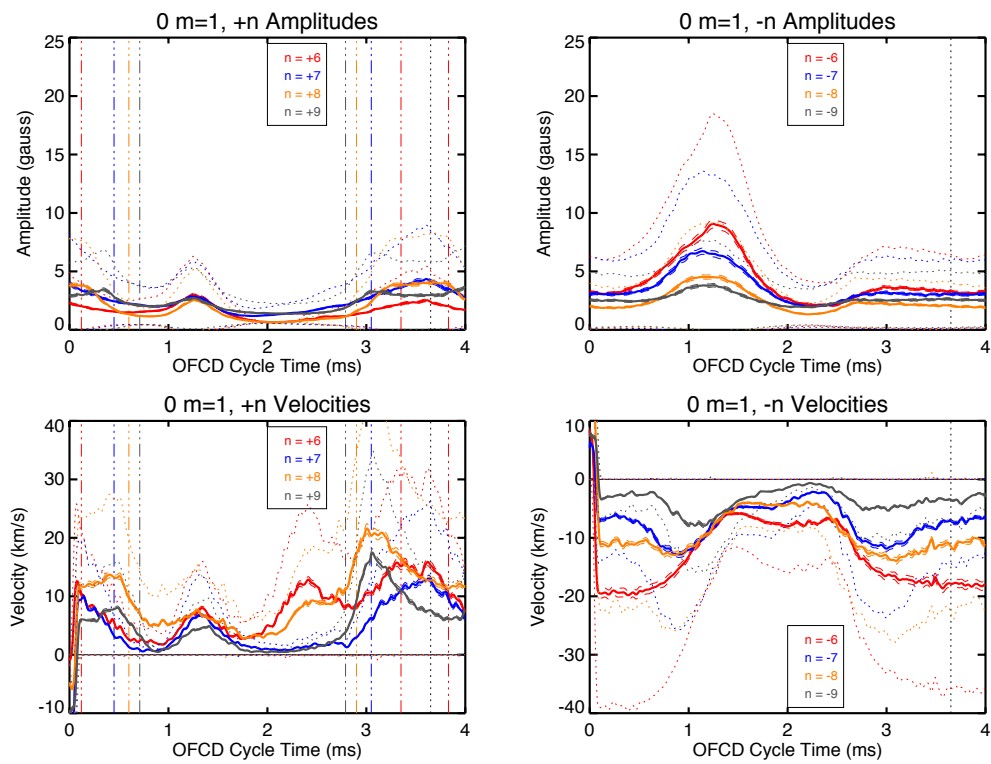 0 m=1, +n Amplitudes
Amplitude (gauss)
25
20
15
10
5
0
n = +6
n = +7
n = +8
n = +9
0 1 2 3 4
OFCD Cycle Time (ms)
0 m=1, -n Amplitudes
Amplitude (gauss)
25
20
15
10
5
0
n = -6
n = -7
n = -8
n = -9
0 1 2 3 4
OFCD Cycle Time (ms)
0 m=1, +n Velocities
Velocity (km/s)
40
30
20
10
0
-10
n = +6
n = +7
n = +8
n = +9
0 1 2 3 4
OFCD Cycle Time (ms)
0 m=1, -n Velocities
Velocity (km/s)
10
0
-10
-20
-30
-40
n = -6
n = -7
n = -8
n = -9
0 1 2 3 4
OFCD Cycle Time (ms)